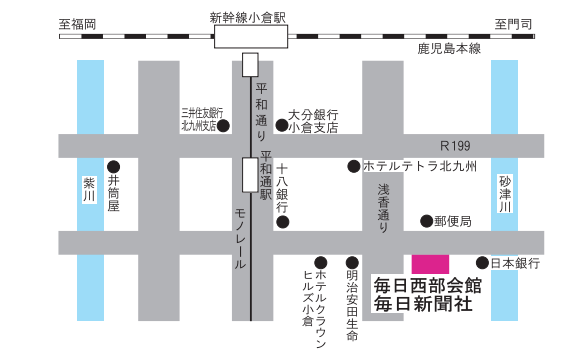 新幹線小倉駅
至福岡
至門司
鹿児島本線
三井住友銀行
北九州支店
平和通り
大分銀行
小倉支店
R199
平和通駅
十八銀行
ホテルテトラ北九州
紫川
井筒屋
浅香通り
砂津川
モノレール
郵便局
日本銀行
ホテルクラウン
ヒルズ小倉
明治安田生命
毎日西部会館
毎日新聞社